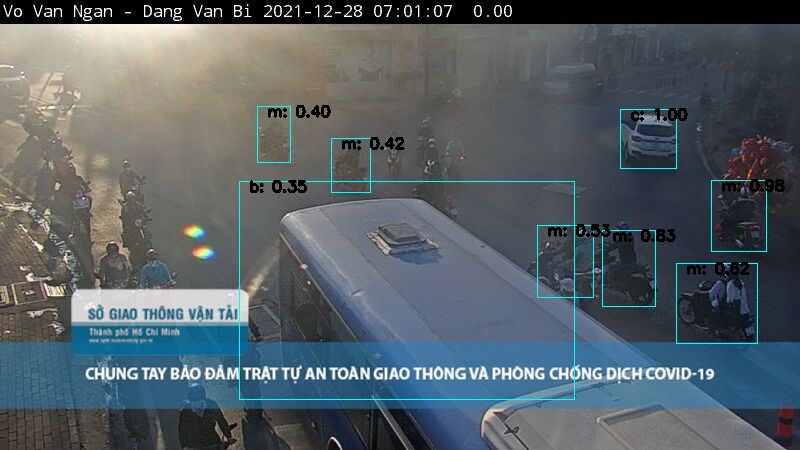 Vo Van Ngan - Dang Van Bi 2021-12-28 07:01:07 0.00
m: 0.40
c: 1.00
m: 0.42
b: 0.35
m: 0.98
m: 0.53
m: 0.83
m: 0.62
SỞ GIAO THÔNG VẬN TẢI
Thành phố Hồ Chí Minh
CHUNG TAY BẢO ĐẢM TRẬT TỰ AN TOÀN GIAO THÔNG VÀ PHÒNG CHỐNG DỊCH COVID-19